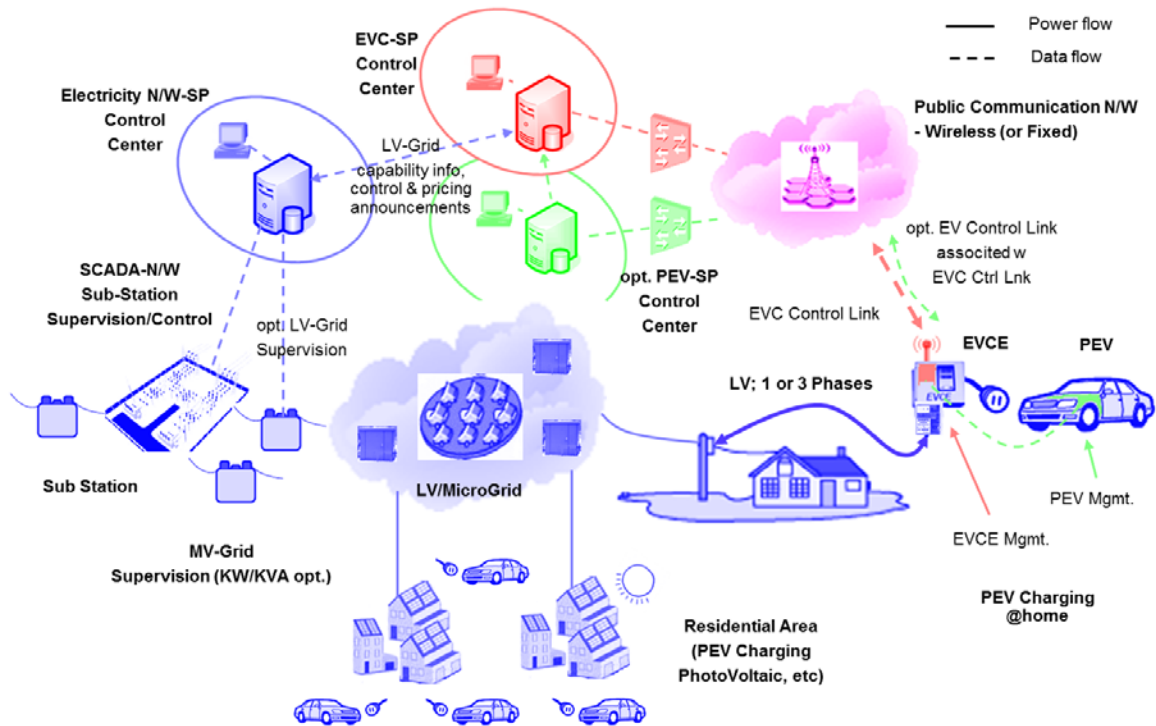 EVC-SP
Control
Center
Power flow
Data flow
Electricity N/W-SP
Control
Center
Public Communication N/W
- Wireless (or Fixed)
LV-Grid
capability info,
control & pricing
announcements
opt. EV Control Link
associted w
EVC Ctrl Lnk
SCADA-N/W
Sub-Station
Supervision/Control
opt. PEV-SP
Control
Center
opt. LV-Grid
Supervision
EVC Control Link
EVCE
PEV
LV; 1 or 3 Phases
EVCE
Sub Station
LV/MicroGrid
PEV Mgmt.
EVCE Mgmt.
MV-Grid
Supervision (KW/KVA opt.)
PEV Charging
@home
Residential Area
(PEV Charging
PhotoVoltaic, etc)